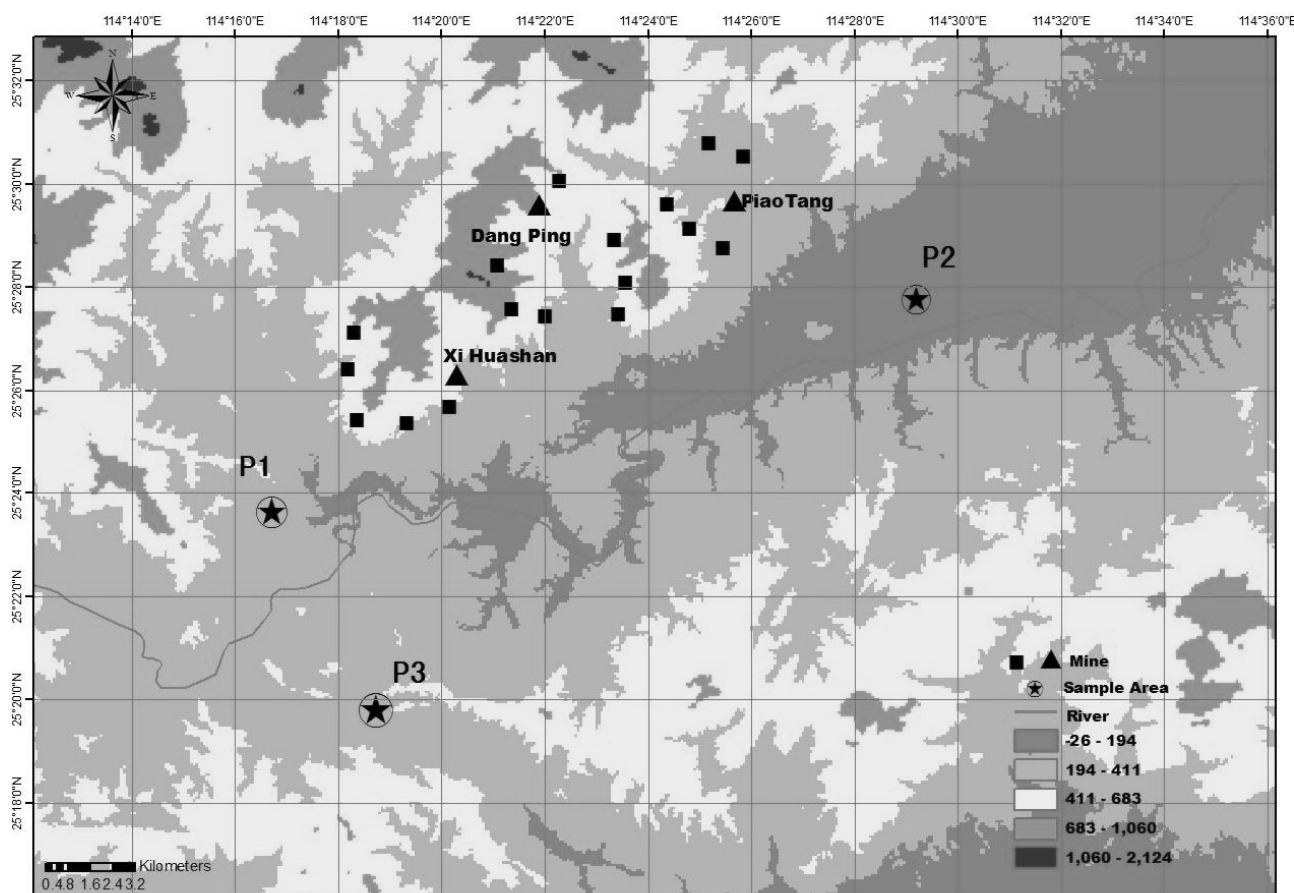 114°14'0"E 114°16'0"E 114°18'0"E 114°20'0"E 114°22'0"E 114°24'0"E 114°26'0"E 114°28'0"E 114°30'0"E 114°32'0"E 114°34'0"E 114°36'0"E
25°32'0"N
N
W E
S
25°30'0"N
PiaoTang
Dang Ping
P2
25°28'0"N
Xi Huashan
25°26'0"N
P1
25°24'0"N
25°22'0"N
P3
25°20'0"N
25°18'0"N
Mine
Sample Area
River
-26 - 194
194 - 411
411 - 683
683 - 1,060
1,060 - 2,124
Kilometers
0.4.8 1.62.43.2